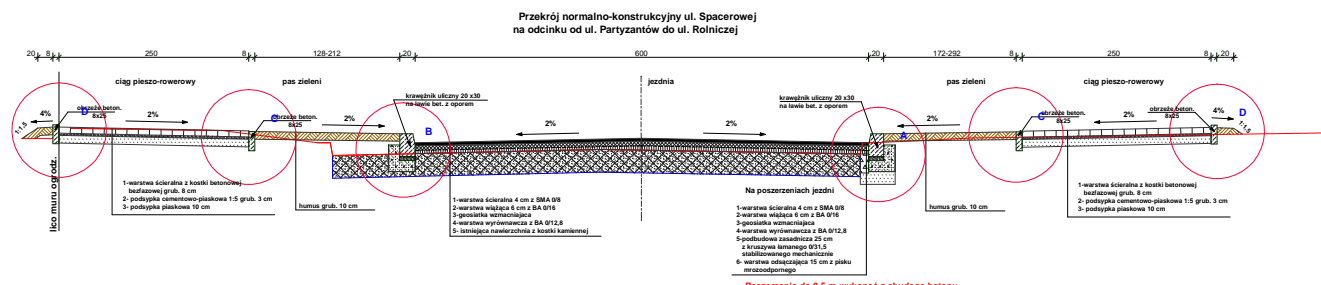 Przekrój normalno-konstrukcyjny ul. Spacerowej
na odcinku od ul. Partyzantów do ul. Rolniczej
20 8 250 8 128-212 20 600 20 172-292 8 250 8 20
ciąg pieszo-rowerowy
pas zieleni
jezdnia
pas zieleni
ciąg pieszo-rowerowy
krawężnik uliczny 20 x30
na ławie bet. z oporem
krawężnik uliczny 20 x30
na ławie bet. z oporem
obrzeże beton.
8x25
obrzeże beton.
8x25
obrzeże beton.
8x25
obrzeże beton.
8x25
4% 2% 2% 2% 2% 2% 2% 4%
1:1,5
1:1,5
D C B A C D
lico muru ogrodz.
1-warstwa ścieralna z kostki betonowej
bezfazowej grub. 8 cm
2- podsypka cementowo-piaskowa 1:5 grub. 3 cm
3- podsypka piaskowa 10 cm
humus grub. 10 cm
1-warstwa ścieralna 4 cm z SMA 0/8
2-warstwa wiążąca 6 cm z BA 0/16
3-geosiatka wzmacniajaca
4-warstwa wyrównawcza z BA 0/12,8
5- istniejąca nawierzchnia z kostki kamiennej
Na poszerzeniach jezdni
1-warstwa ścieralna 4 cm z SMA 0/8
2-warstwa wiążąca 6 cm z BA 0/16
3-geosiatka wzmacniajaca
4-warstwa wyrównawcza z BA 0/12,8
5-podbudowa zasadnicza 25 cm
z kruszywa łamanego 0/31,5
stabilizowanego mechanicznie
6- warstwa odsączająca 15 cm z pisku
mrozoodpornego
humus grub. 10 cm
1-warstwa ścieralna z kostki betonowej
bezfazowej grub. 8 cm
2- podsypka cementowo-piaskowa 1:5 grub. 3 cm
3- podsypka piaskowa 10 cm